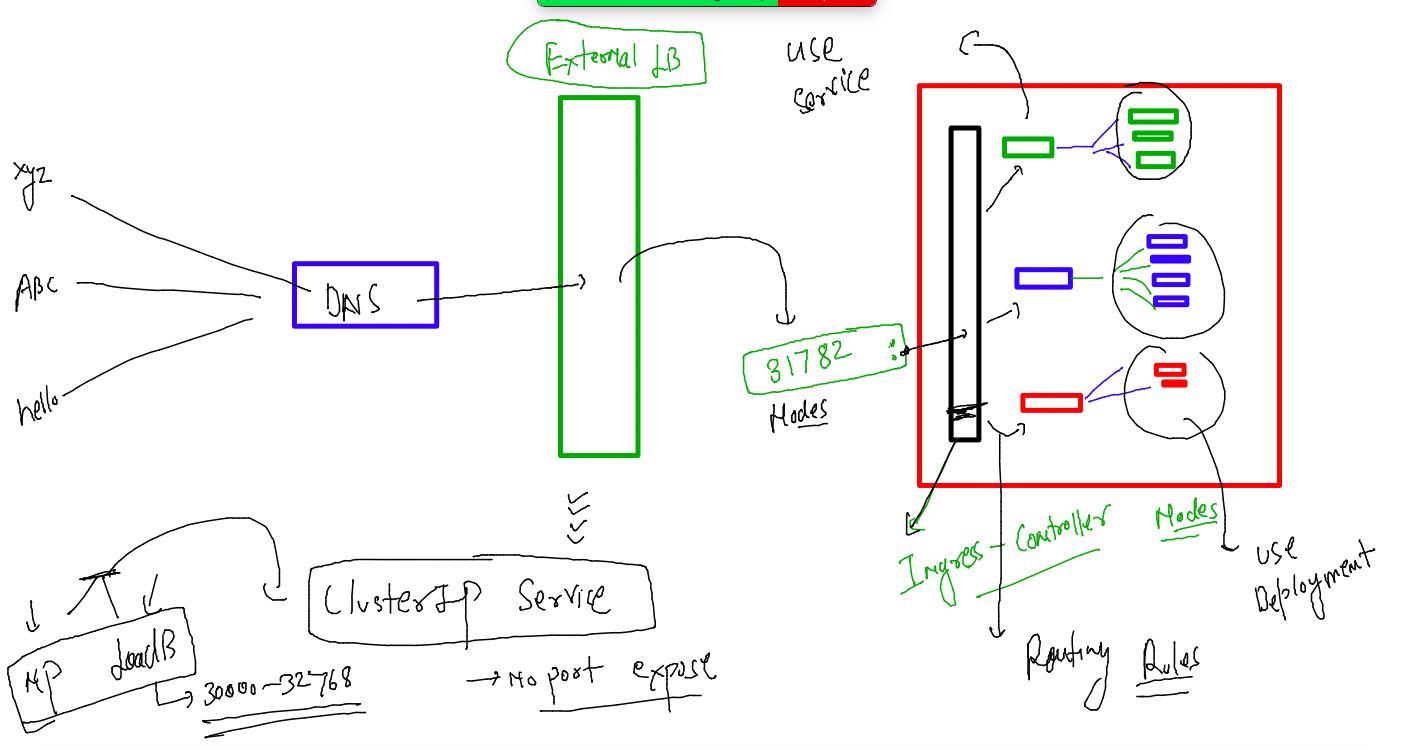 External LB
use
service
xyz
ABC
hello
DNS
31782 :
Nodes
Ingress-Controller
Nodes
use
Deployment
Routing Rules
ClusterIP Service
→ No port expose
NP LoadB
→ 30000-32768